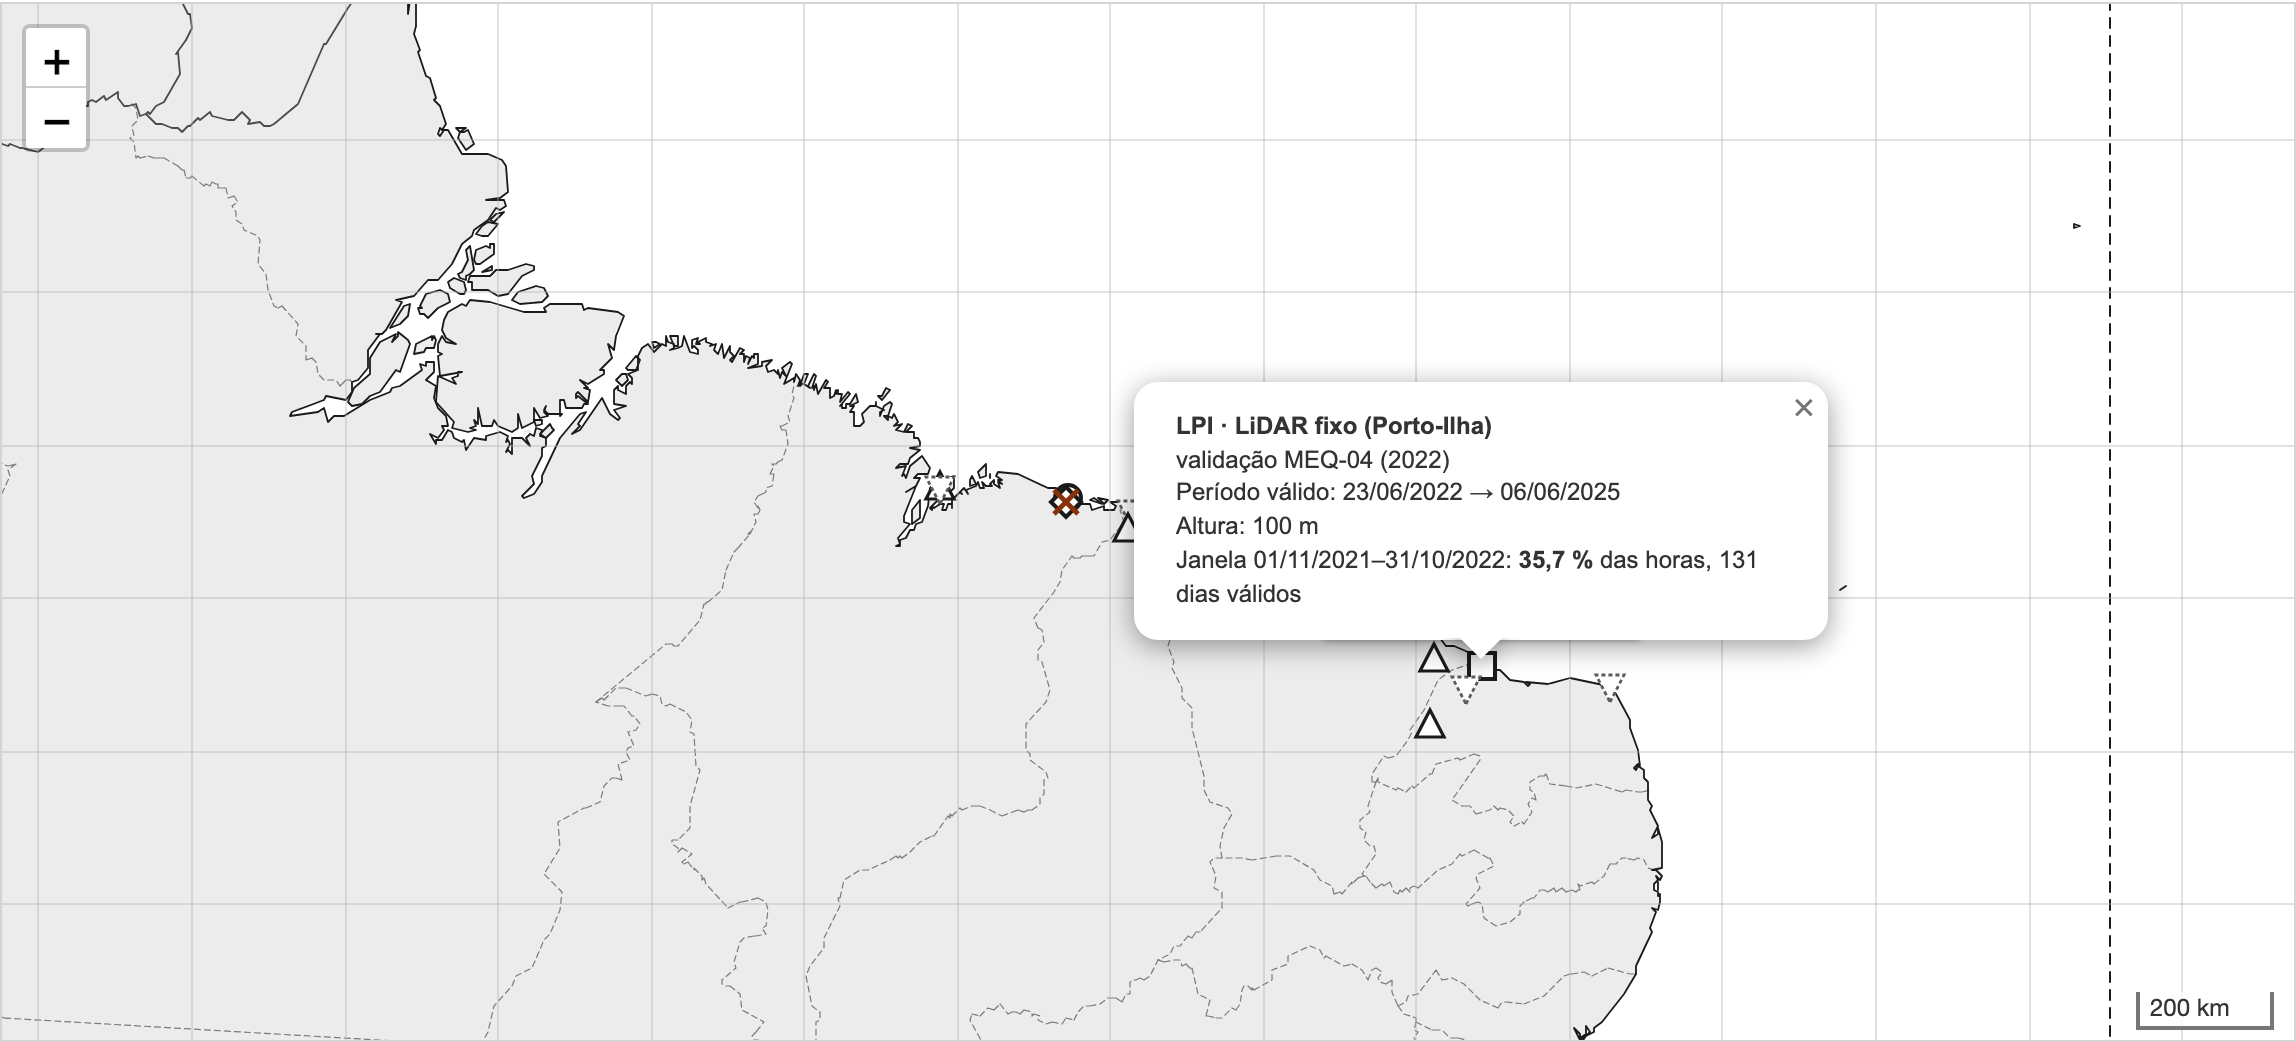 +
−
LPI · LiDAR fixo (Porto-Ilha)
×
validação MEQ-04 (2022)
Período válido: 23/06/2022 → 06/06/2025
Altura: 100 m
Janela 01/11/2021–31/10/2022: 35,7 % das horas, 131
dias válidos
200 km